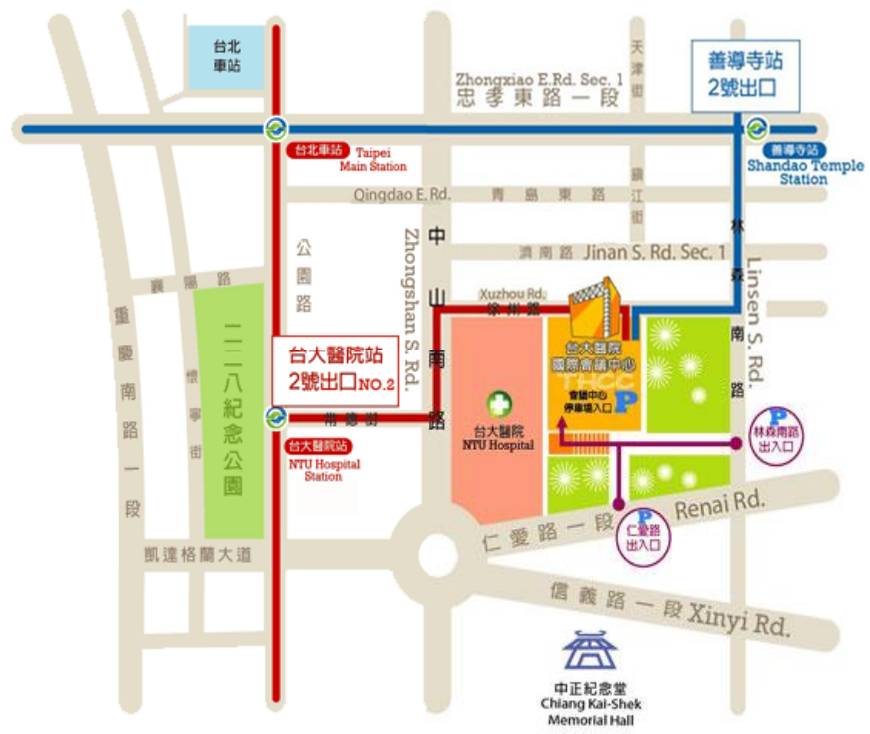 台北
車站
善導寺站
2號出口
天津街
Zhongxiao E.Rd. Sec. 1
忠孝東路一段
台北車站 Taipei
Main Station
善導寺站
Shandao Temple
Station
Qingdao E. Rd. 青島東路
鎮江街
林森南路
Linsen S. Rd.
公園路
中山南路
Zhongshan S. Rd.
濟南路 Jinan S. Rd. Sec. 1
襄陽路
Xuzhou Rd.
徐州路
重慶南路一段
二二八紀念公園
懷寧街
台大醫院站
2號出口NO.2
台大醫院
國際會議中心
THCC
會議中心
停車場入口 P
常德街
台大醫院站
NTU Hospital
Station
台大醫院
NTU Hospital
P
林森南路
出入口
P
仁愛路
出入口
仁愛路一段 Renai Rd.
凱達格蘭大道
信義路一段 Xinyi Rd.
中正紀念堂
Chiang Kai-Shek
Memorial Hall